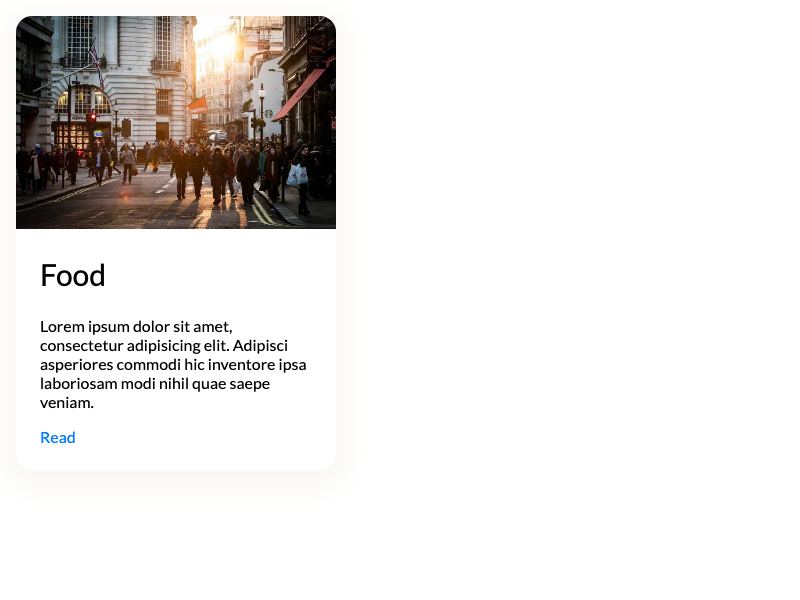 Food
Lorem ipsum dolor sit amet,
consectetur adipisicing elit. Adipisci
asperiores commodi hic inventore ipsa
laboriosam modi nihil quae saepe
veniam.
Read